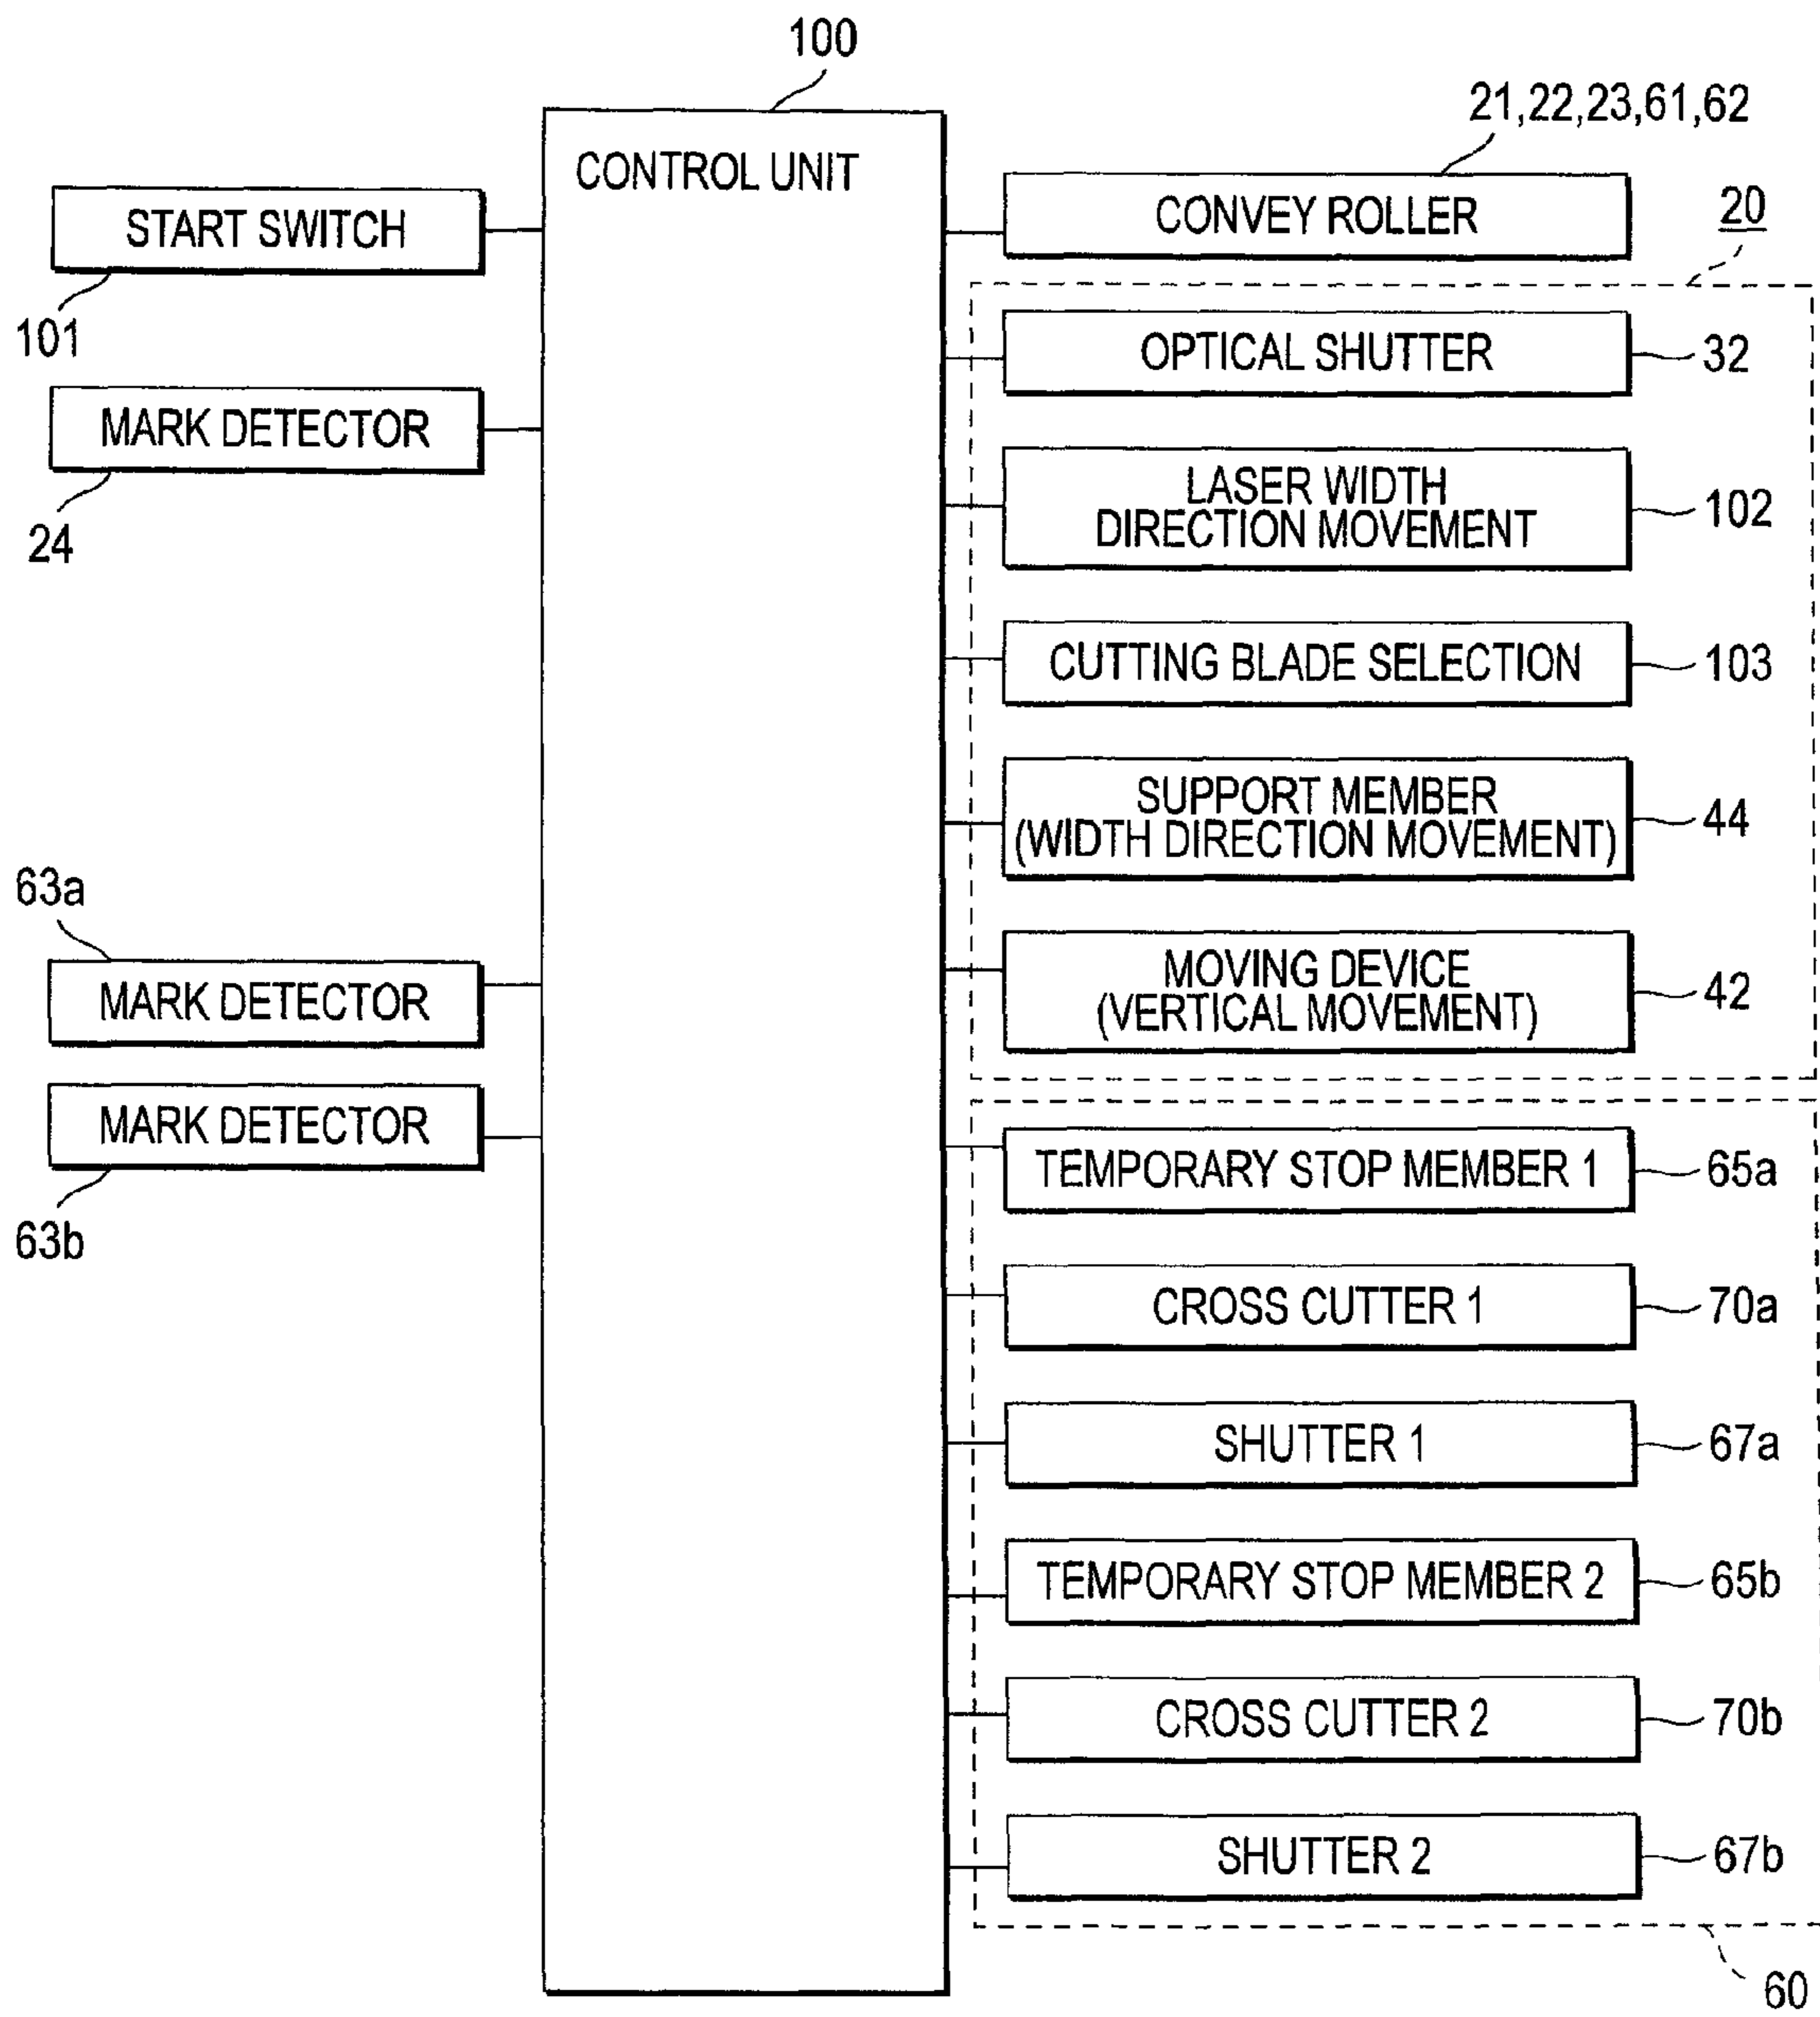 100
CONTROL UNIT
START SWITCH
101
MARK DETECTOR
24
63a
MARK DETECTOR
MARK DETECTOR
63b
21,22,23,61,62
CONVEY ROLLER
20
OPTICAL SHUTTER
32
LASER WIDTH
DIRECTION MOVEMENT
102
CUTTING BLADE SELECTION
103
SUPPORT MEMBER
(WIDTH DIRECTION MOVEMENT)
44
MOVING DEVICE
(VERTICAL MOVEMENT)
42
TEMPORARY STOP MEMBER 1
65a
CROSS CUTTER 1
70a
SHUTTER 1
67a
TEMPORARY STOP MEMBER 2
65b
CROSS CUTTER 2
70b
SHUTTER 2
67b
60